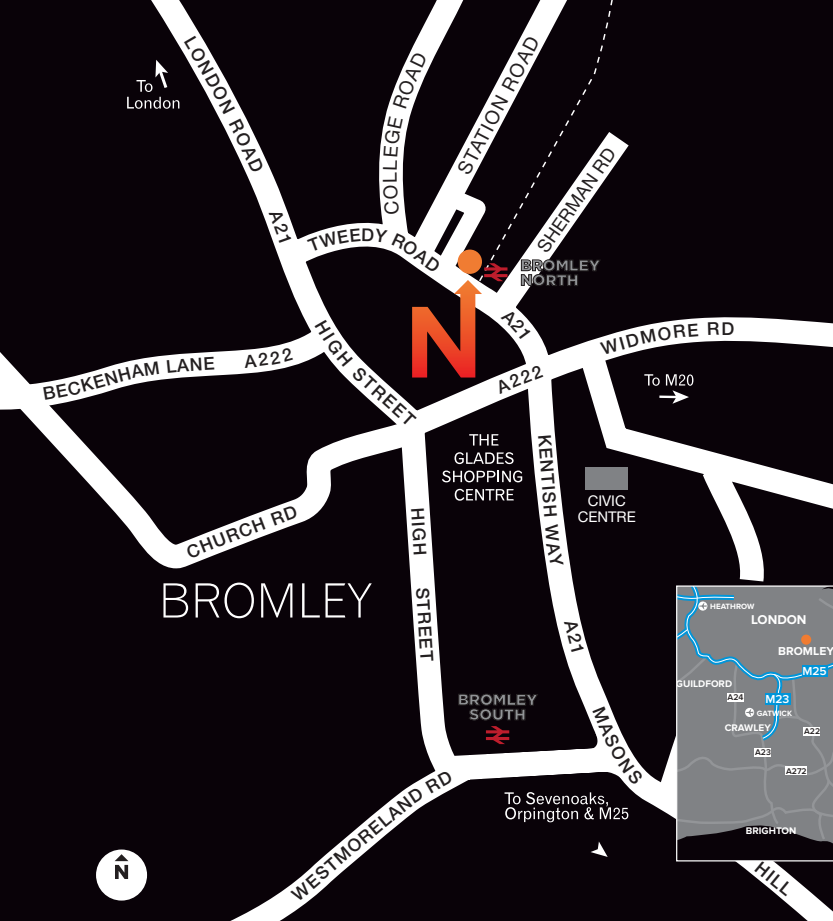 To
London
LONDON ROAD
A21
COLLEGE ROAD
STATION ROAD
SHERMAN RD
TWEEDY ROAD
BROMLEY
NORTH
N
A21
WIDMORE RD
A222
To M20
BECKENHAM LANE
A222
HIGH STREET
THE
GLADES
SHOPPING
CENTRE
KENTISH WAY
CIVIC
CENTRE
CHURCH RD
HIGH STREET
BROMLEY
A21
BROMLEY
SOUTH
MASONS
HILL
WESTMORELAND RD
To Sevenoaks,
Orpington & M25
N
HEATHROW
LONDON
BROMLEY
M25
GUILDFORD
A24
M23
GATWICK
CRAWLEY
A22
A23
A272
BRIGHTON